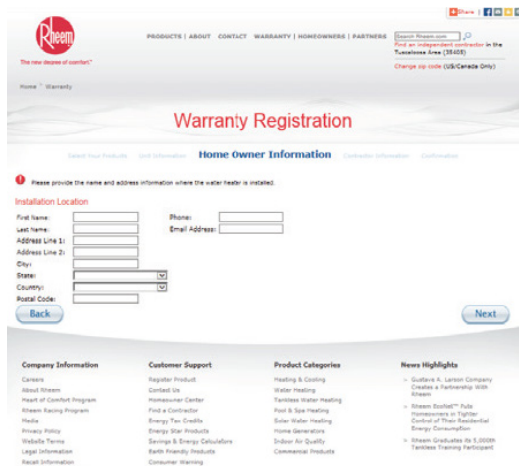 Share
Rheem
The new degree of comfort.™
PRODUCTS | ABOUT CONTACT WARRANTY | HOMEOWNERS | PARTNERS
Search Rheem.com
Find an independent contractor in the
Tuscaloosa Area (35405)
Change zip code (US/Canada Only)
Home > Warranty
Warranty Registration
Select Your Products Unit Information Home Owner Information Contractor Information Confirmation
Please provide the name and address information where the water heater is installed.
Installation Location
First Name: Phone:
Last Name: Email Address:
Address Line 1:
Address Line 2:
City:
State:
Country:
Postal Code:
Back Next
Company Information
Careers
About Rheem
Heart of Comfort Program
Rheem Racing Program
Media
Privacy Policy
Website Terms
Legal Information
Recall Information
Customer Support
Register Product
Contact Us
Homeowner Center
Find a Contractor
Energy Tax Credits
Energy Star Products
Savings & Energy Calculators
Earth Friendly Products
Consumer Warning
Product Categories
Heating & Cooling
Water Heating
Tankless Water Heating
Pool & Spa Heating
Solar Water Heating
Home Generators
Indoor Air Quality
Commercial Products
News Highlights
Gustave A. Larson Company
Creates a Partnership With
Rheem
Rheem EcoNet™ Puts
Homeowners in Tighter
Control of Their Residential
Energy Consumption
Rheem Graduates its 5,000th
Tankless Training Participant